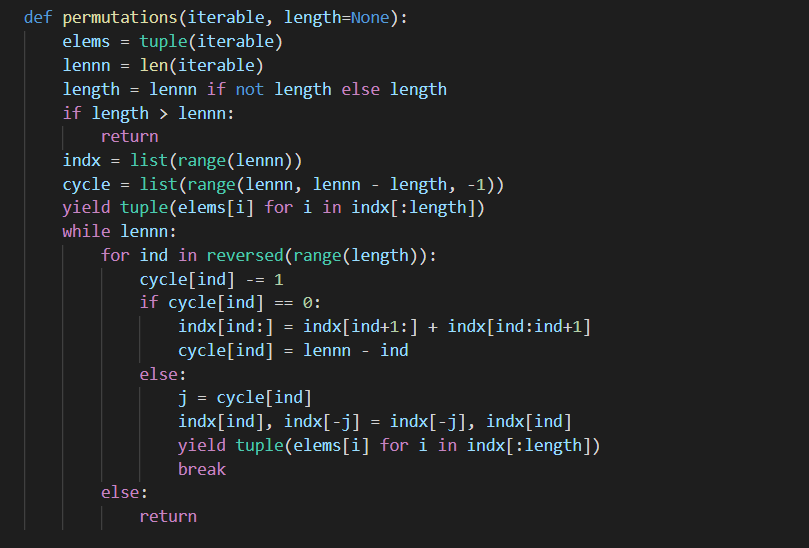 def permutations(iterable, length=None):
    elems = tuple(iterable)
    lennn = len(iterable)
    length = lennn if not length else length
    if length > lennn:
        return
    indx = list(range(lennn))
    cycle = list(range(lennn, lennn - length, -1))
    yield tuple(elems[i] for i in indx[:length])
    while lennn:
        for ind in reversed(range(length)):
            cycle[ind] -= 1
            if cycle[ind] == 0:
                indx[ind:] = indx[ind+1:] + indx[ind:ind+1]
                cycle[ind] = lennn - ind
            else:
                j = cycle[ind]
                indx[ind], indx[-j] = indx[-j], indx[ind]
                yield tuple(elems[i] for i in indx[:length])
                break
        else:
            return